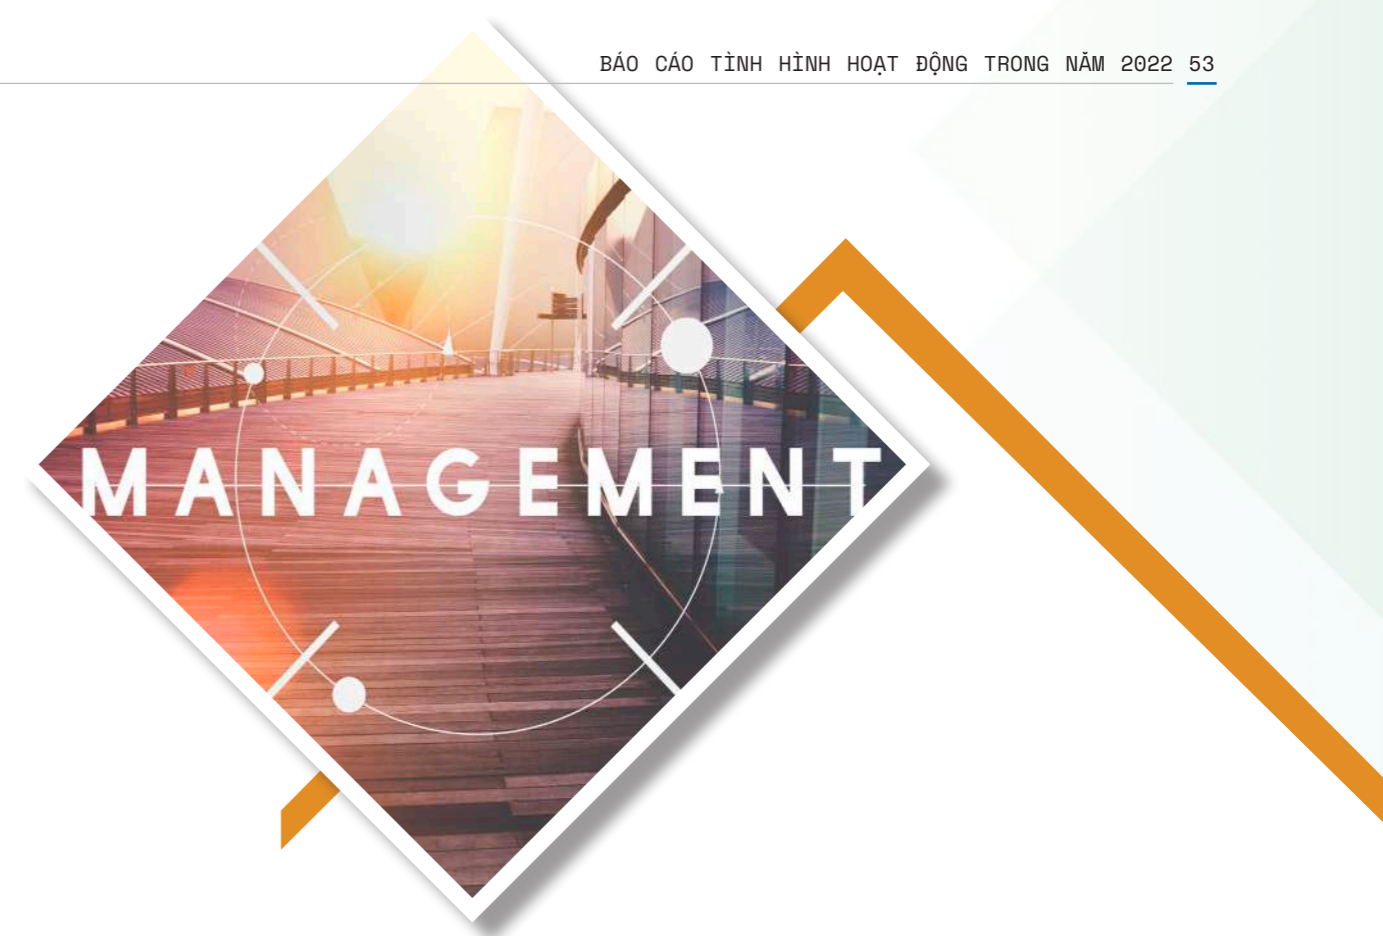 BÁO CÁO TÌNH HÌNH HOẠT ĐỘNG TRONG NĂM 2022 53
MANAGEMENT